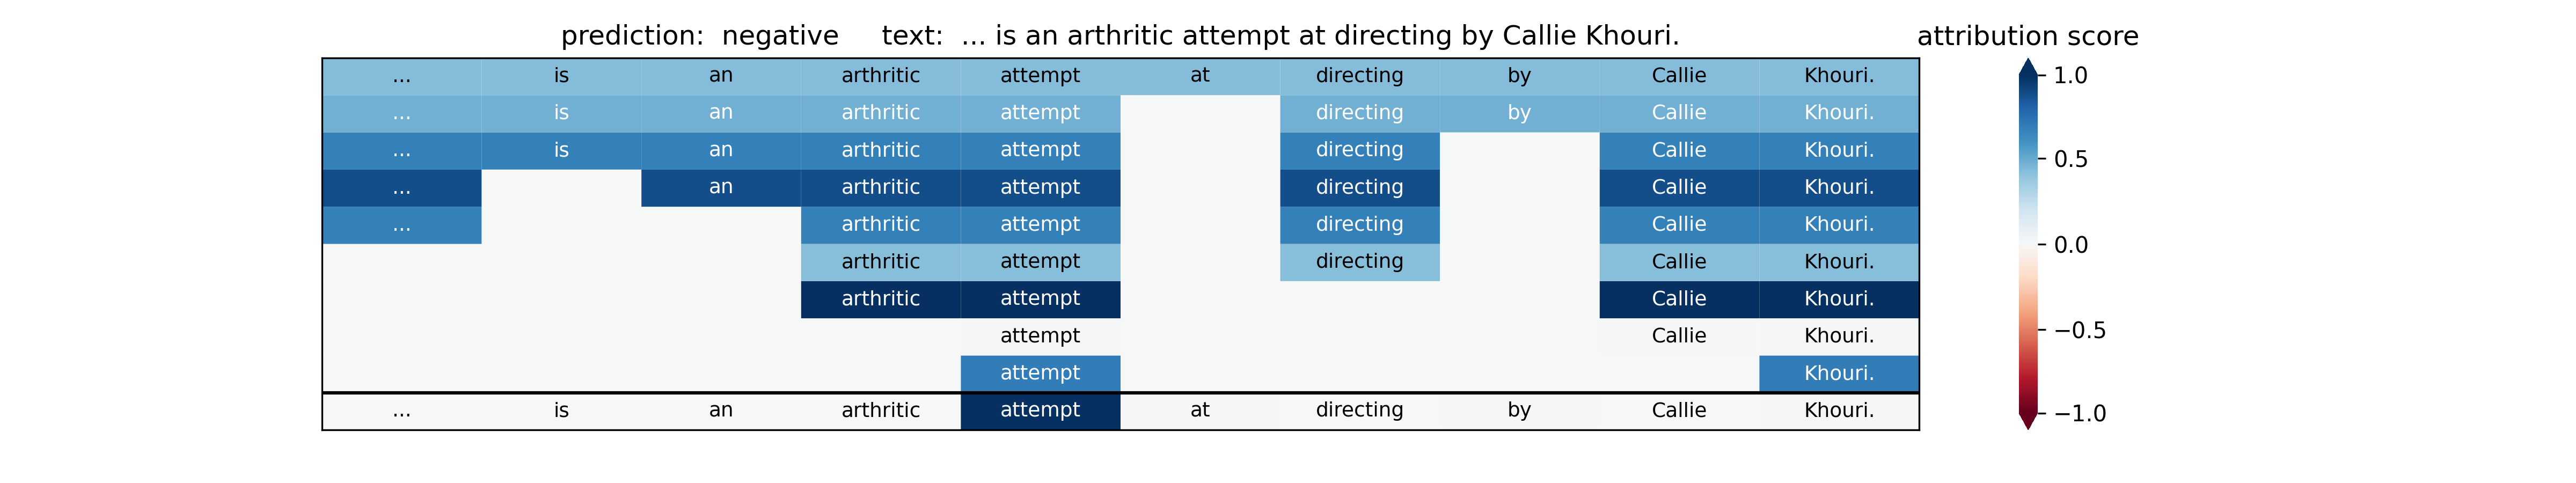 prediction:  negative     text:  ... is an arthritic attempt at directing by Callie Khouri.
attribution score
... is an arthritic attempt at directing by Callie Khouri.
... is an arthritic attempt directing by Callie Khouri.
... is an arthritic attempt directing Callie Khouri.
... an arthritic attempt directing Callie Khouri.
... arthritic attempt directing Callie Khouri.
arthritic attempt directing Callie Khouri.
arthritic attempt Callie Khouri.
attempt Callie Khouri.
attempt Khouri.
... is an arthritic attempt at directing by Callie Khouri.
1.0
0.5
0.0
−0.5
−1.0